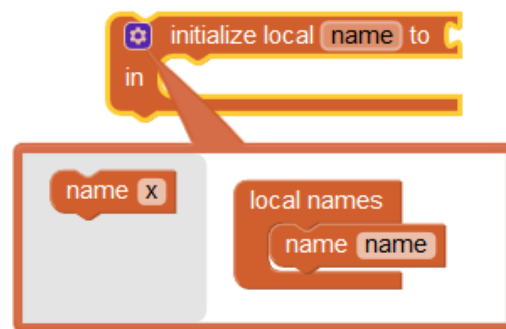 initialize local name to
in
name x
local names
name name